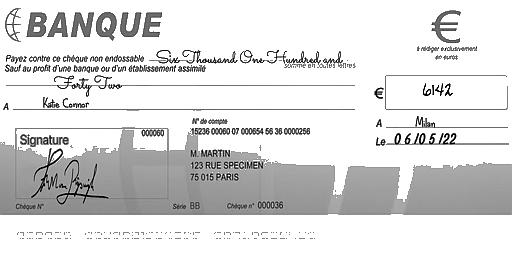 BANQUE
€
à rédiger exclusivement
en euros
Payez contre ce chèque non endossable Six Thousand One Hundred and
somme en toutes lettres
Sauf au profit d'une banque ou d'un établissement assimilé
Forty Two
€ 6142
A Katie Connor
A Milan
Le 06/05/22
Signature
000060
N° de compte
15236 00060 07 000654 56 36 0000256
M. MARTIN
123 RUE SPECIMEN
75 015 PARIS
Chèque N°
Série BB
Chèque n° 000036